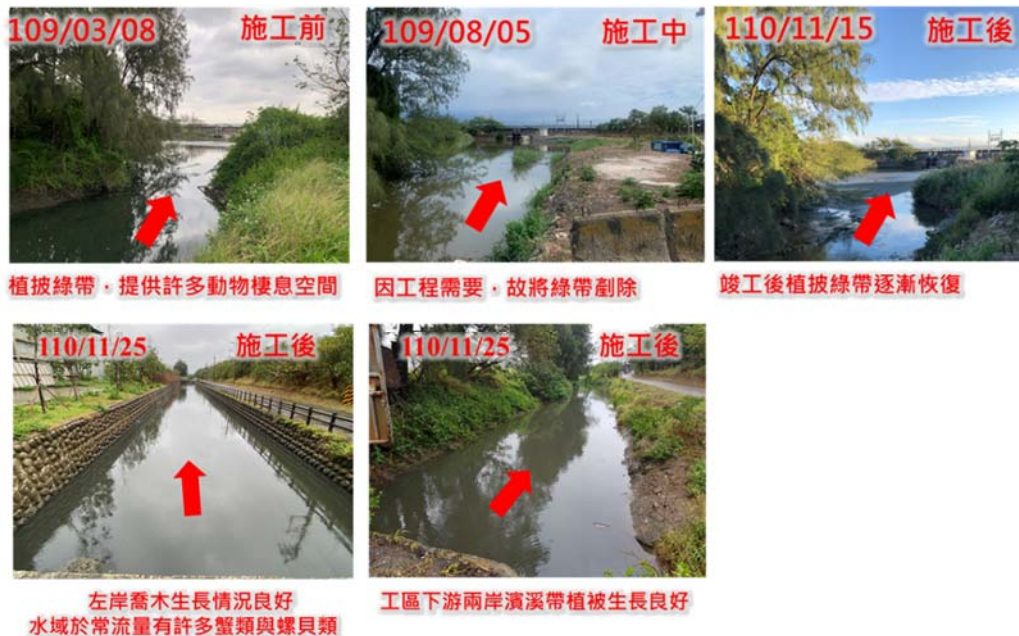 109/03/08 施工前
109/08/05 施工中
110/11/15 施工後
植披綠帶，提供許多動物棲息空間
因工程需要，故將綠帶剷除
竣工後植披綠帶逐漸恢復
110/11/25 施工後
110/11/25 施工後
左岸喬木生長情況良好
水域於常流量有許多蟹類與螺貝類
工區下游兩岸濱溪帶植被生長良好